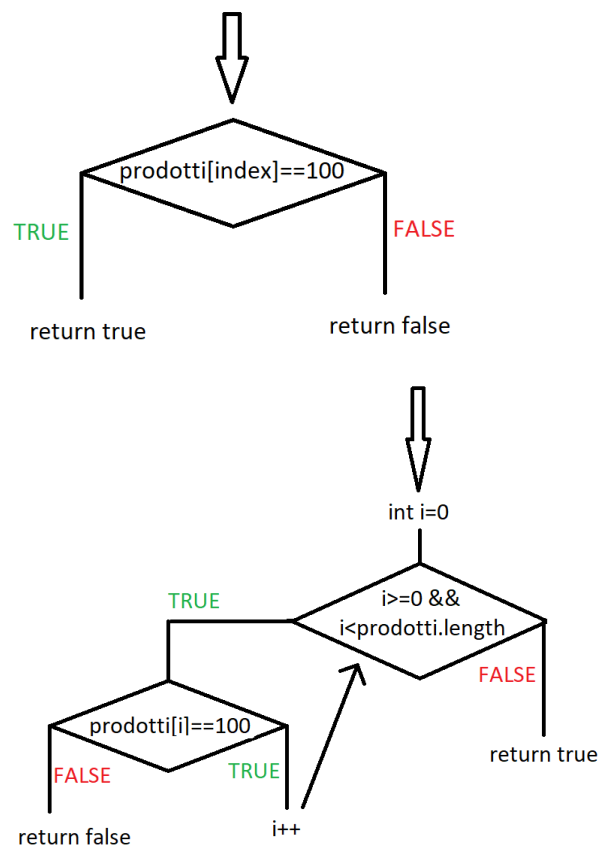 prodotti[index]==100
TRUE
FALSE
return true
return false
int i=0
TRUE
i>=0 &&
i<prodotti.length
FALSE
prodotti[i]==100
return true
FALSE
TRUE
return false
i++